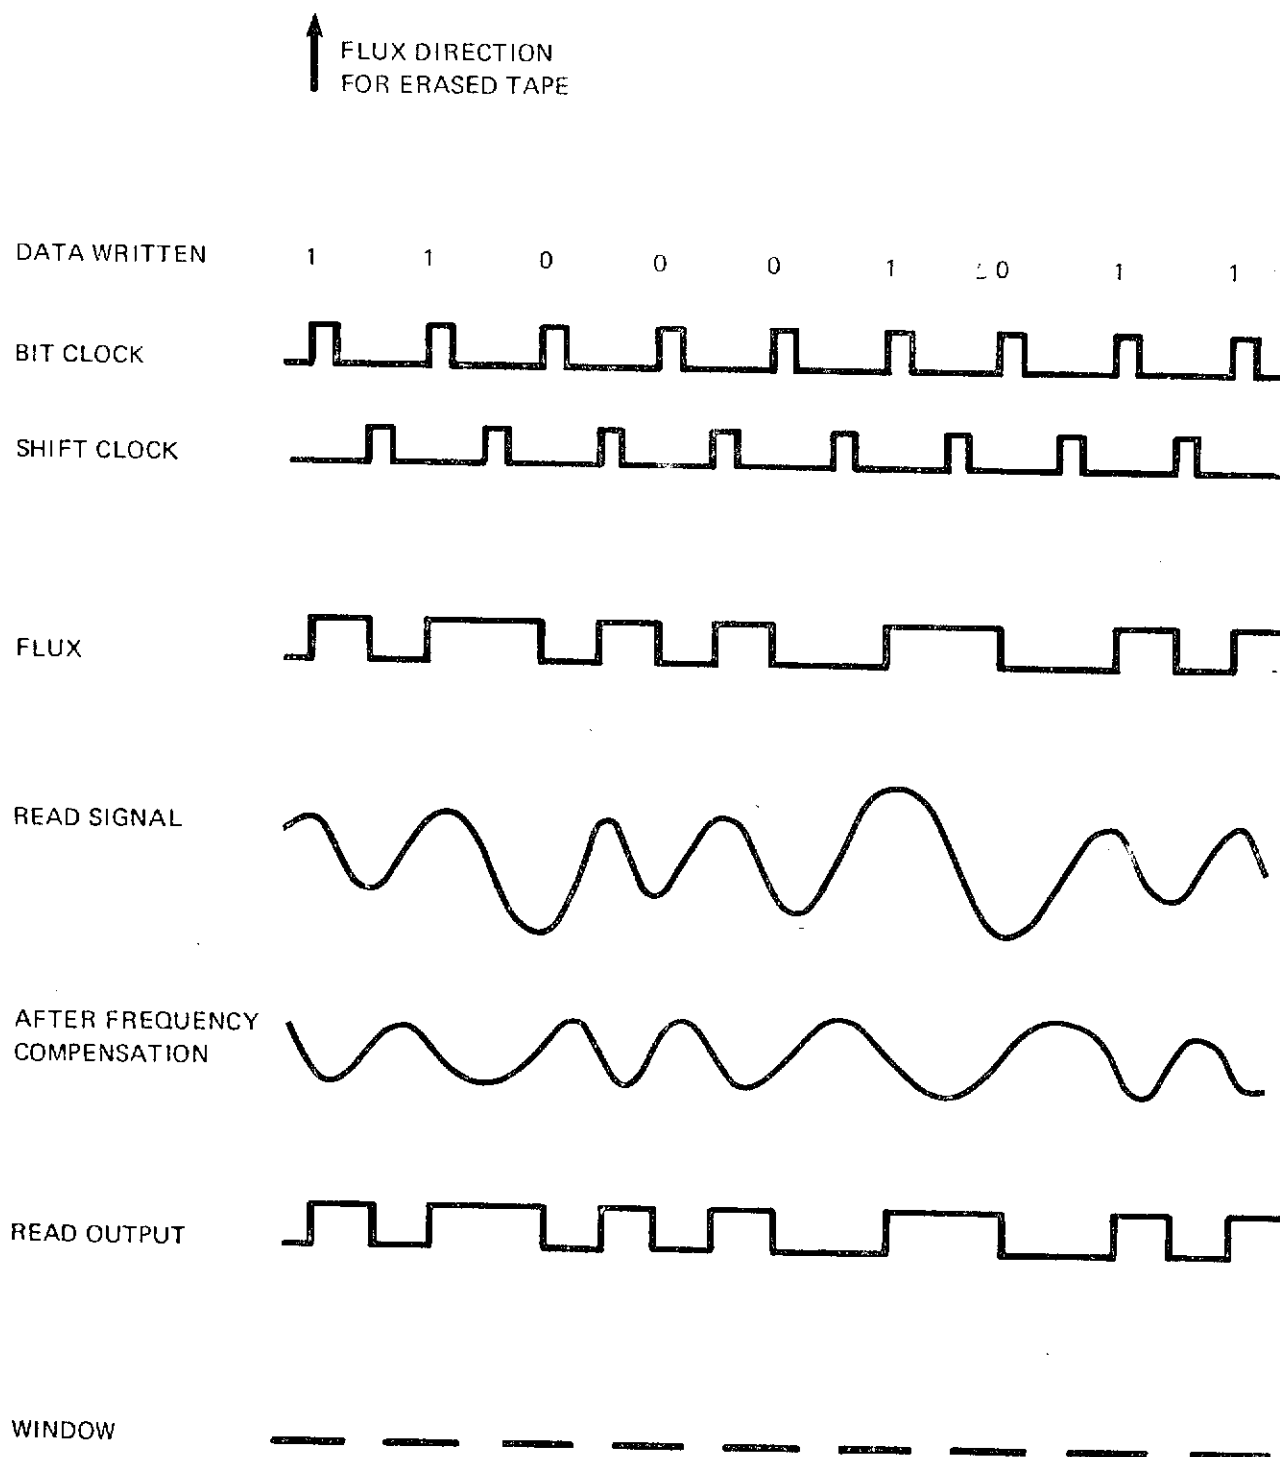 FLUX DIRECTION
FOR ERASED TAPE
DATA WRITTEN 1 1 0 0 0 1 0 1 1
BIT CLOCK
SHIFT CLOCK
FLUX
READ SIGNAL
AFTER FREQUENCY
COMPENSATION
READ OUTPUT
WINDOW